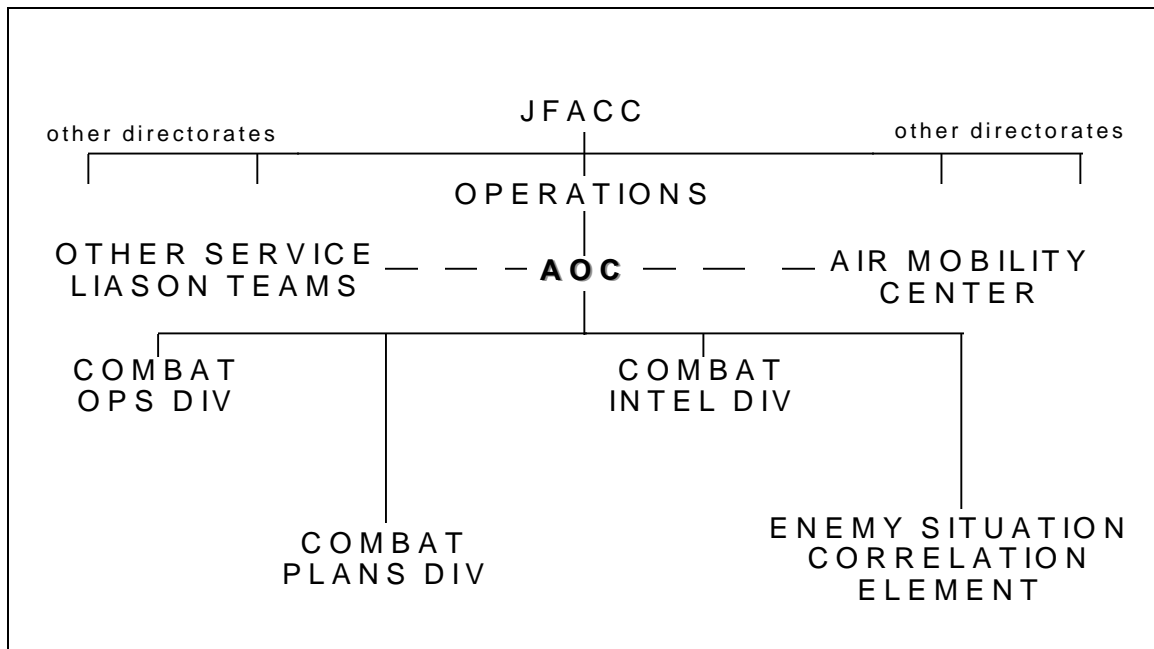 JFACC
other directorates
other directorates
OPERATIONS
OTHER SERVICE
LIASON TEAMS
AOC
AIR MOBILITY
CENTER
COMBAT
OPS DIV
COMBAT
INTEL DIV
COMBAT
PLANS DIV
ENEMY SITUATION
CORRELATION
ELEMENT